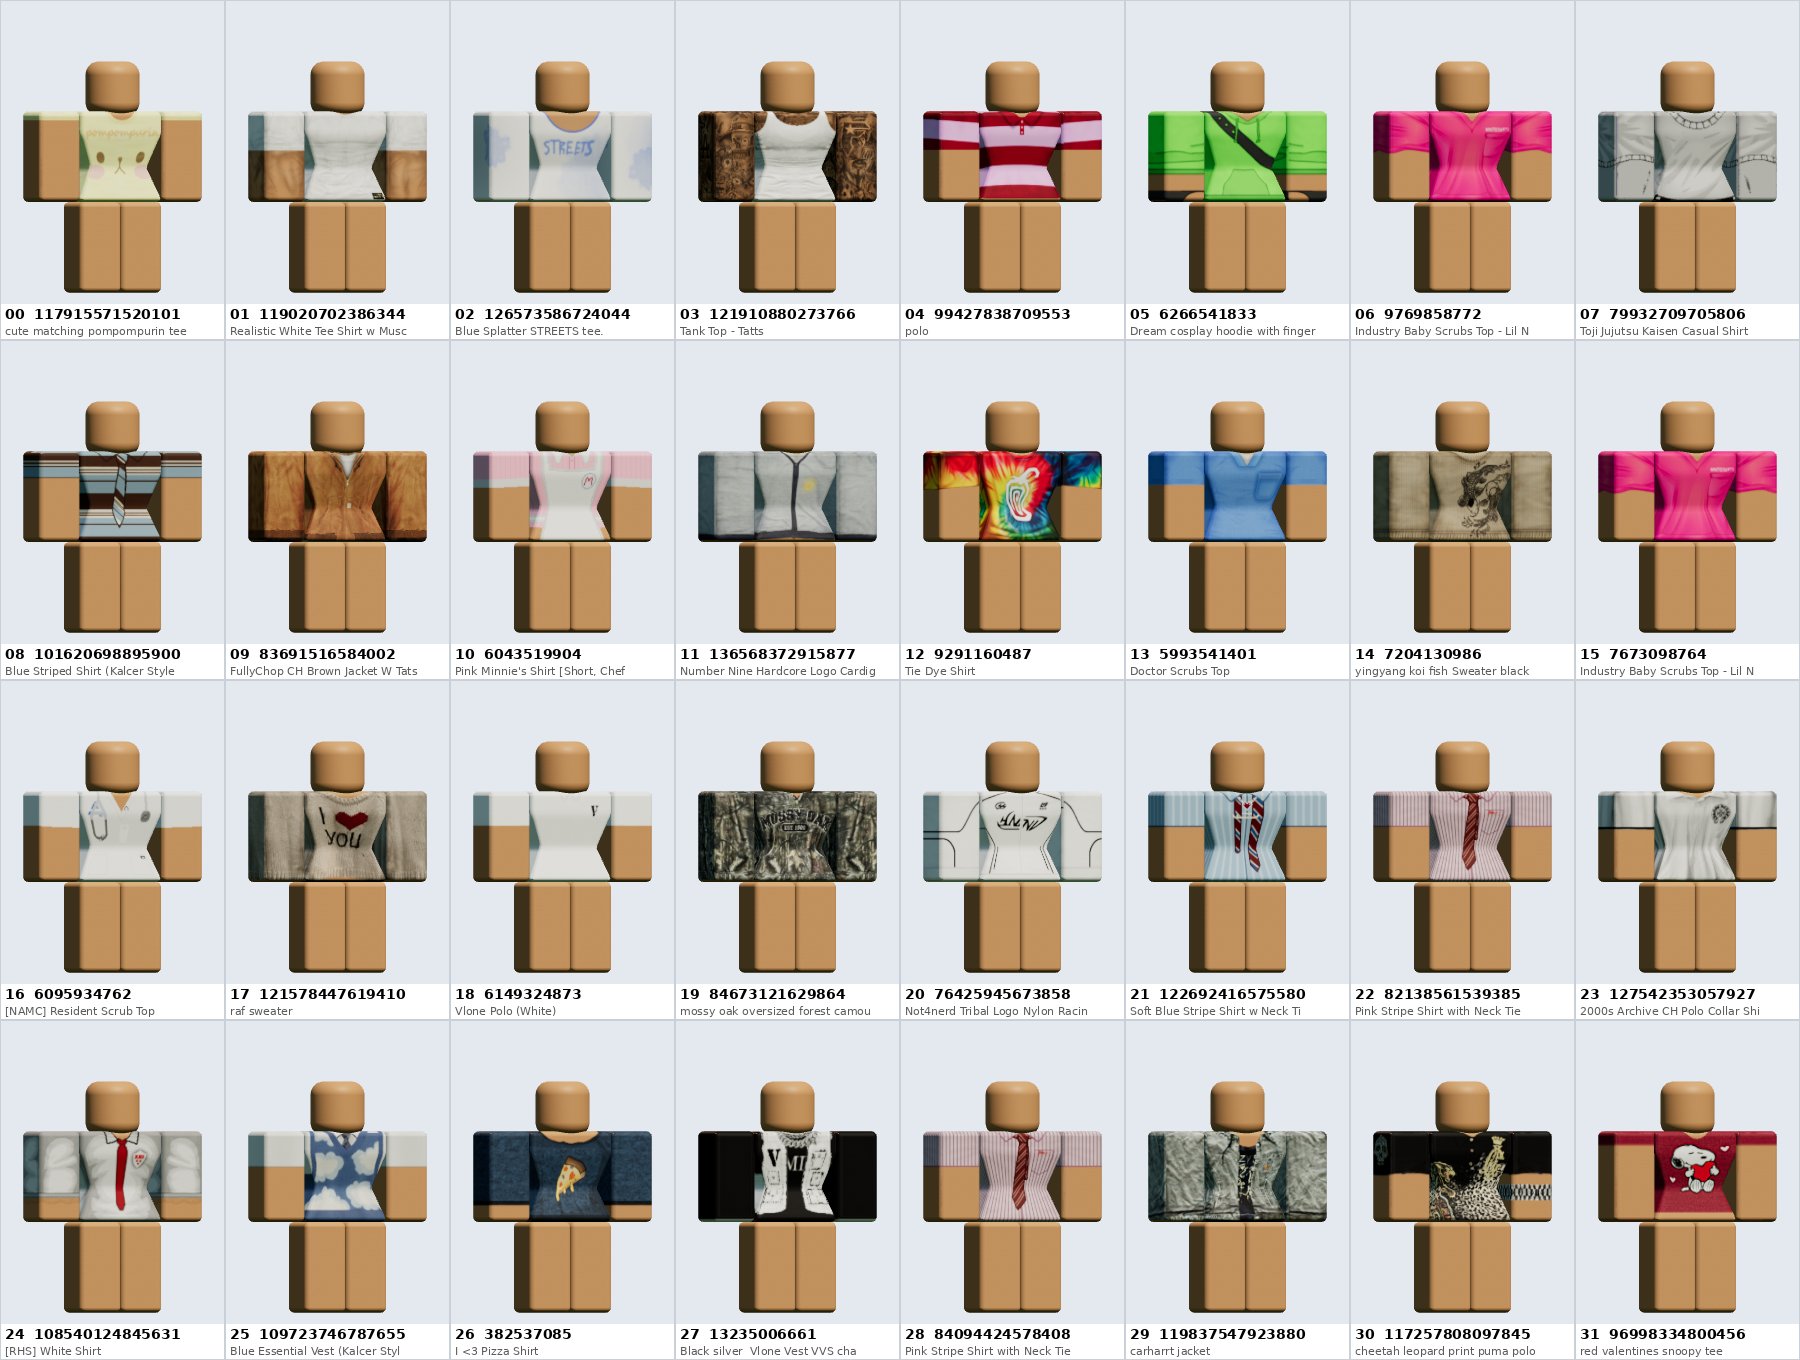 pompompurin
STREETS
00 117915571520101
cute matching pompompurin tee
01 119020702386344
Realistic White Tee Shirt w Musc
02 126573586724044
Blue Splatter STREETS tee.
03 121910880273766
Tank Top - Tatts
04 99427838709553
polo
05 6266541833
Dream cosplay hoodie with finger
06 9769858772
Industry Baby Scrubs Top - Lil N
07 79932709705806
Toji Jujutsu Kaisen Casual Shirt
M
08 101620698895900
Blue Striped Shirt (Kalcer Style
09 83691516584002
FullyChop CH Brown Jacket W Tats
10 6043519904
Pink Minnie's Shirt [Short, Chef
11 136568372915877
Number Nine Hardcore Logo Cardig
12 9291160487
Tie Dye Shirt
13 5993541401
Doctor Scrubs Top
14 7204130986
yingyang koi fish Sweater black
15 7673098764
Industry Baby Scrubs Top - Lil N
I
YOU
V
MOSSY OAK
16 6095934762
[NAMC] Resident Scrub Top
17 121578447619410
raf sweater
18 6149324873
Vlone Polo (White)
19 84673121629864
mossy oak oversized forest camou
20 76425945673858
Not4nerd Tribal Logo Nylon Racin
21 122692416575580
Soft Blue Stripe Shirt w Neck Ti
22 82138561539385
Pink Stripe Shirt with Neck Tie
23 127542353057927
2000s Archive CH Polo Collar Shi
V
24 108540124845631
[RHS] White Shirt
25 109723746787655
Blue Essential Vest (Kalcer Styl
26 382537085
I <3 Pizza Shirt
27 13235006661
Black silver  Vlone Vest VVS cha
28 84094424578408
Pink Stripe Shirt with Neck Tie
29 119837547923880
carharrt jacket
30 117257808097845
cheetah leopard print puma polo
31 96998334800456
red valentines snoopy tee